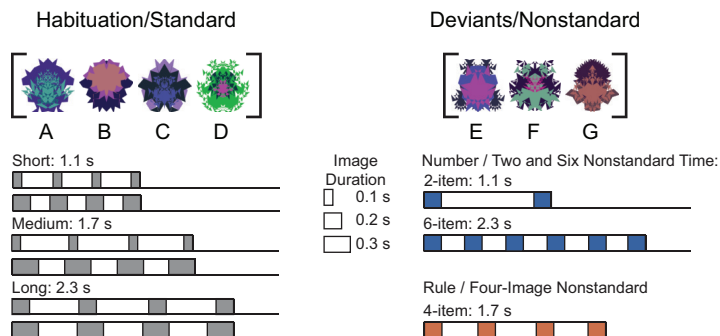 Habituation/Standard
A B C D
Short: 1.1 s
Medium: 1.7 s
Long: 2.3 s
Image
Duration
0.1 s
0.2 s
0.3 s
Deviants/Nonstandard
E F G
Number / Two and Six Nonstandard Time:
2-item: 1.1 s
6-item: 2.3 s
Rule / Four-Image Nonstandard
4-item: 1.7 s